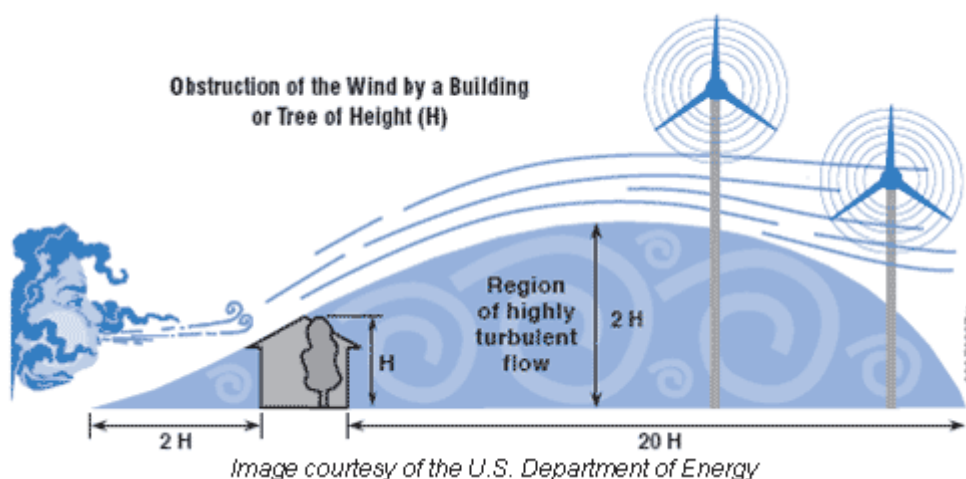 Obstruction of the Wind by a Building
or Tree of Height (H)
Region
of highly
turbulent
flow
2 H
H
2 H
20 H
Image courtesy of the U.S. Department of Energy